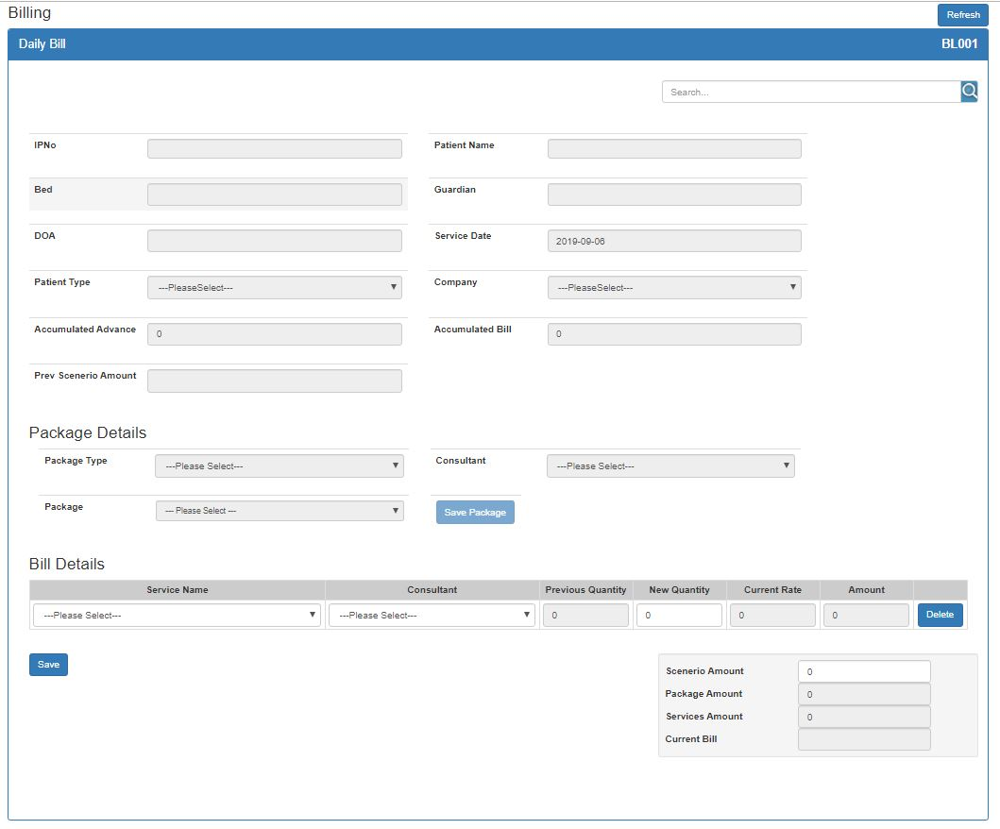 Billing
Refresh
Daily Bill BL001
Search...
IPNo Patient Name
Bed Guardian
DOA Service Date 2019-09-06
Patient Type ---PleaseSelect--- Company ---PleaseSelect---
Accumulated Advance 0 Accumulated Bill 0
Prev Scenerio Amount
Package Details
Package Type ---Please Select--- Consultant ---Please Select---
Package --- Please Select --- Save Package
Bill Details
Service Name Consultant Previous Quantity New Quantity Current Rate Amount
---Please Select--- ---Please Select--- 0 0 0 0 Delete
Save
Scenerio Amount 0
Package Amount 0
Services Amount 0
Current Bill